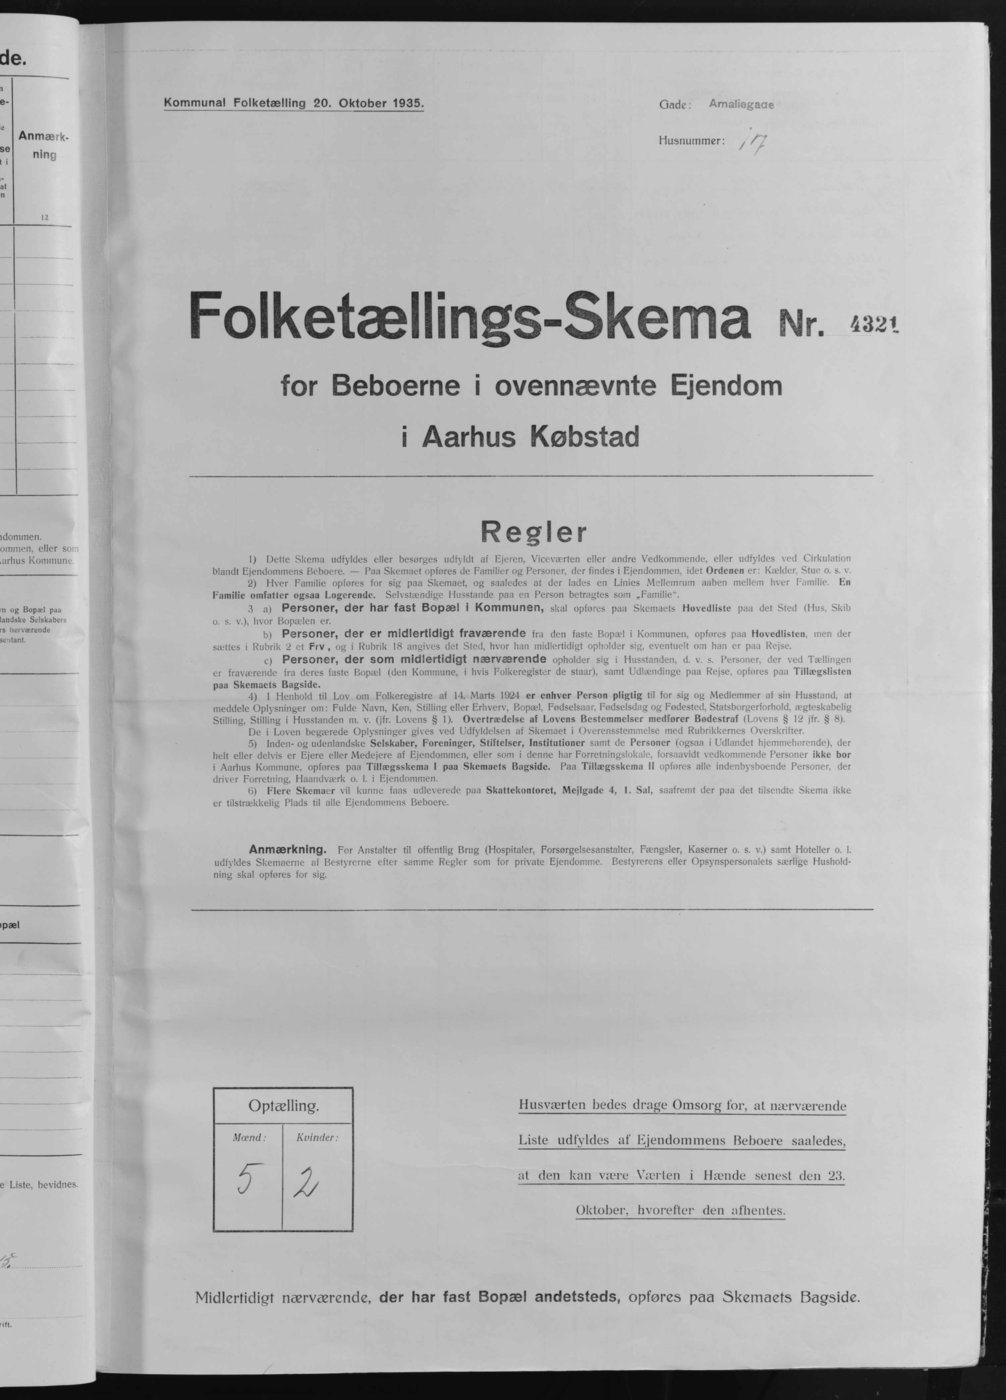 de.
Anmærk-
ning
12
ndommen.
ommen, eller som
Aarhus Kommune.
n og Bopæl paa
landske Selskabers
rs herværende
sentant.
opæl
e Liste, bevidnes.
rift.
Kommunal Folketælling 20. Oktober 1935.
Gade: Amaliegade
Husnummer: 17
Folketællings-Skema Nr. 4321
for Beboerne i ovennævnte Ejendom
i Aarhus Købstad
Regler
1) Dette Skema udfyldes eller besørges udfyldt af Ejeren, Viceværten eller andre Vedkommende, eller udfyldes ved Cirkulation
blandt Ejendommens Beboere. — Paa Skemaet opføres de Familier og Personer, der findes i Ejendommen, idet Ordenen er: Kælder, Stue o. s. v.
2) Hver Familie opføres for sig paa Skemaet, og saaledes at der lades en Linies Mellemrum aaben mellem hver Familie. En
Familie omfatter ogsaa Logerende. Selvstændige Husstande paa en Person betragtes som „Familie“.
3 a) Personer, der har fast Bopæl i Kommunen, skal opføres paa Skemaets Hovedliste paa det Sted (Hus, Skib
o. s. v.), hvor Bopælen er.
b) Personer, der er midlertidigt fraværende fra den faste Bopæl i Kommunen, opføres paa Hovedlisten, men der
sættes i Rubrik 2 et Frv., og i Rubrik 18 angives det Sted, hvor han midlertidigt opholder sig, eventuelt om han er paa Rejse.
c) Personer, der som midlertidigt nærværende opholder sig i Husstanden, d. v. s. Personer, der ved Tællingen
er fraværende fra deres faste Bopæl (den Kommune, i hvis Folkeregister de staar), samt Udlændinge paa Rejse, opføres paa Tillægslisten
paa Skemaets Bagside.
4) I Henhold til Lov om Folkeregistre af 14. Marts 1924 er enhver Person pligtig til for sig og Medlemmer af sin Husstand, at
meddele Oplysninger om: Fulde Navn, Køn, Stilling eller Erhverv, Bopæl, Fødselsaar, Fødselsdag og Fødested, Statsborgerforhold, ægteskabelig
Stilling, Stilling i Husstanden m. v. (jfr. Lovens § 1). Overtrædelse af Lovens Bestemmelser medfører Bødestraf (Lovens § 12 jfr. § 8).
De i Loven begærede Oplysninger gives ved Udfyldelsen af Skemaet i Overensstemmelse med Rubrikkernes Overskrifter.
5) Inden- og udenlandske Selskaber, Foreninger, Stiftelser, Institutioner samt de Personer (ogsaa i Udlandet hjemmehørende), der
helt eller delvis er Ejere eller Medejere af Ejendommen, eller som i denne har Forretningslokale, forsaavidt vedkommende Personer ikke bor
i Aarhus Kommune, opføres paa Tillægsskema I paa Skemaets Bagside. Paa Tillægsskema II opføres alle indenbysboende Personer, der
driver Forretning, Haandværk o. l. i Ejendommen.
6) Flere Skemaer vil kunne faas udleverede paa Skattekontoret, Mejlgade 4, 1. Sal, saafremt der paa det tilsendte Skema ikke
er tilstrækkelig Plads til alle Ejendommens Beboere.
Anmærkning. For Anstalter til offentlig Brug (Hospitaler, Forsørgelsesanstalter, Fængsler, Kaserner o. s. v.) samt Hoteller o. l.
udfyldes Skemaerne af Bestyrerne efter samme Regler som for private Ejendomme. Bestyrerens eller Opsynspersonalets særlige Hushold-
ning skal opføres for sig.
Optælling.
Mænd: Kvinder:
5 2
Husværten bedes drage Omsorg for, at nærværende
Liste udfyldes af Ejendommens Beboere saaledes,
at den kan være Værten i Hænde senest den 23.
Oktober, hvorefter den afhentes.
Midlertidigt nærværende, der har fast Bopæl andetsteds, opføres paa Skemaets Bagside.